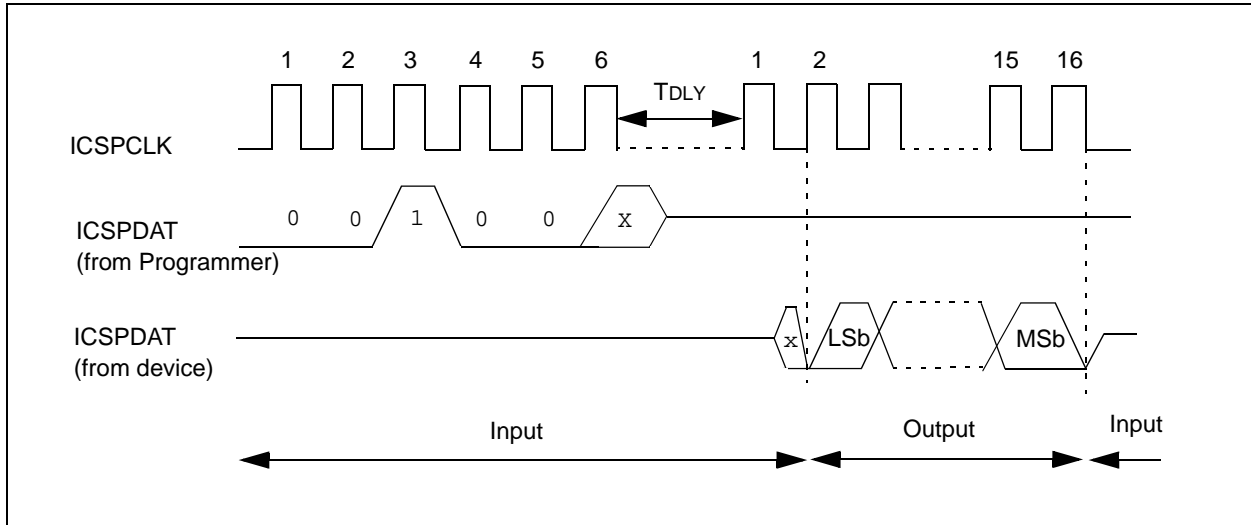 1 2 3 4 5 6 1 2 15 16
TDLY
ICSPCLK
0 0 1 0 0 x
ICSPDAT
(from Programmer)
ICSPDAT
(from device)
x LSb MSb
Input Output Input